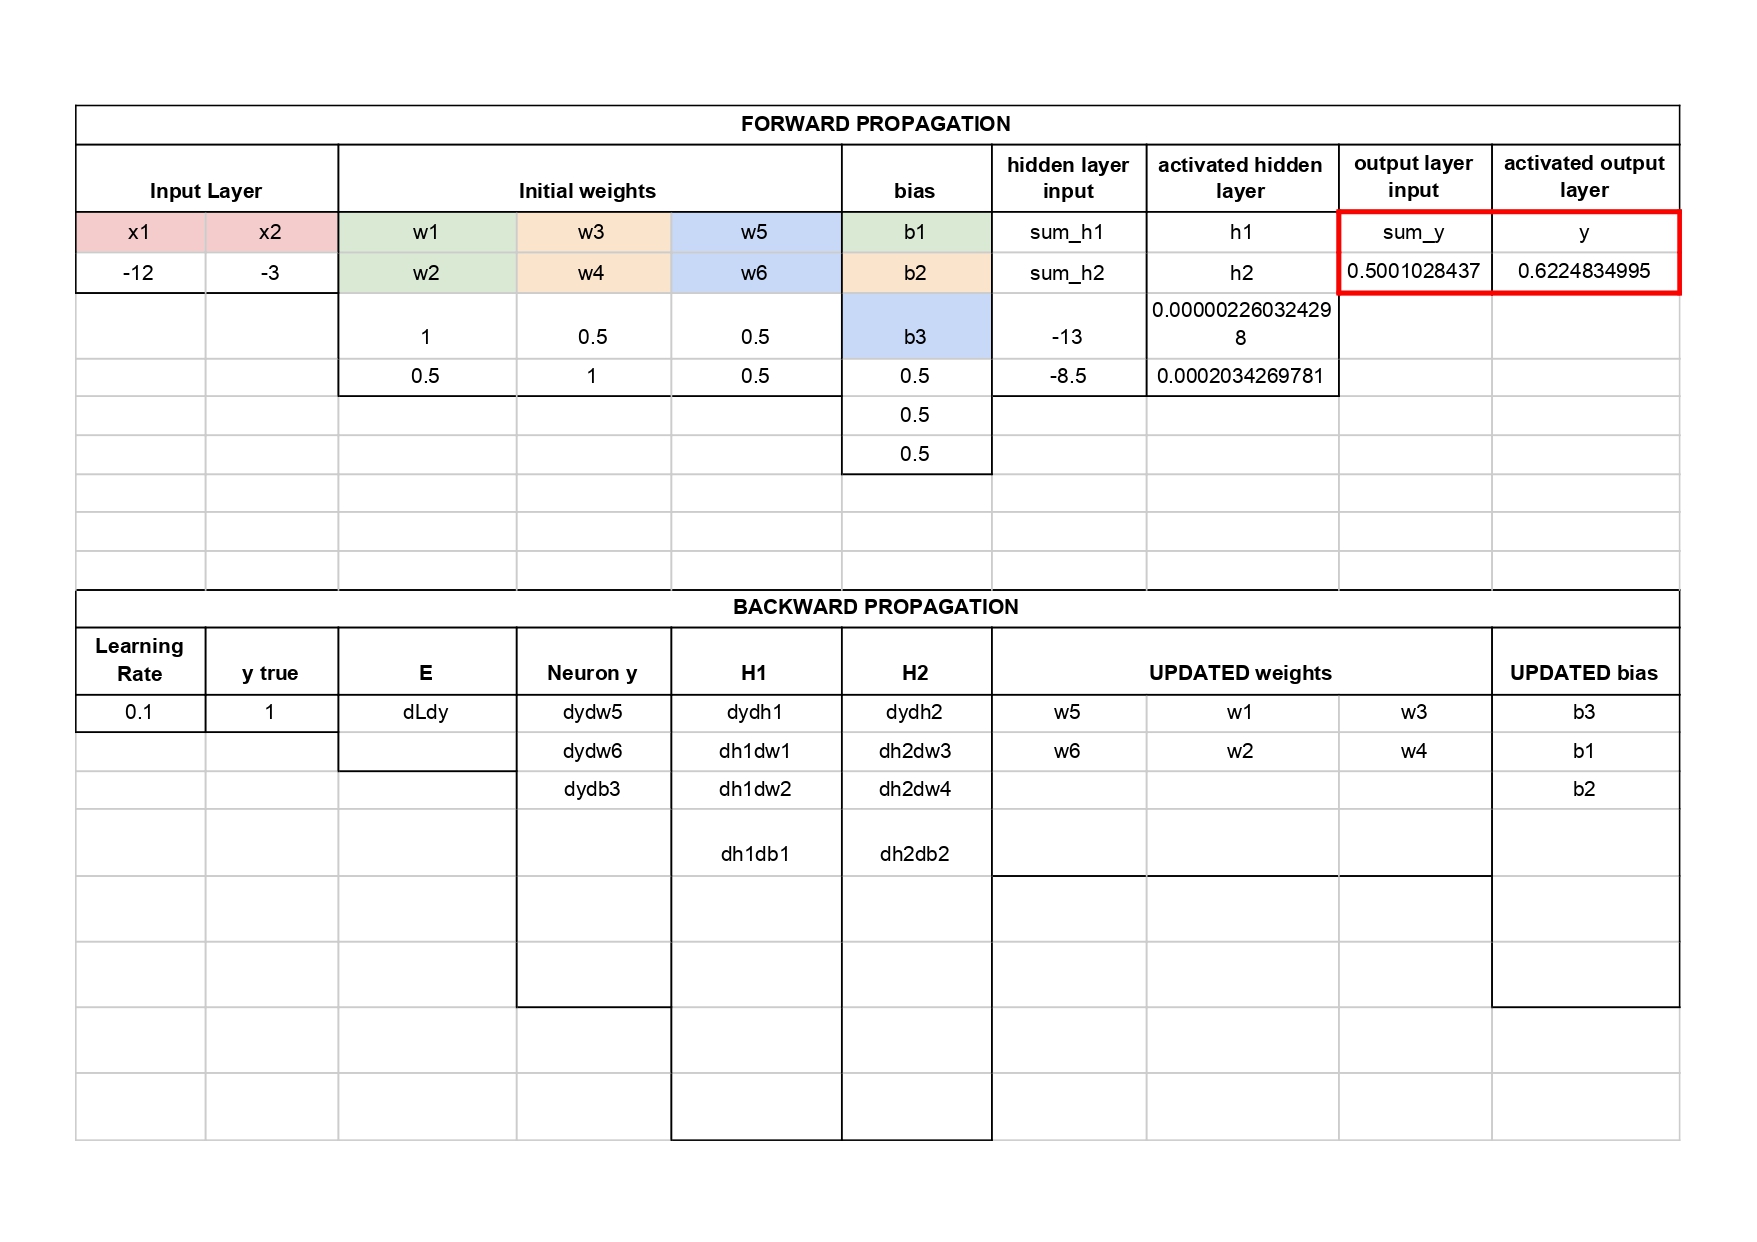 FORWARD PROPAGATION
Input Layer Initial weights bias hidden layer input activated hidden layer output layer input activated output layer
x1 x2 w1 w3 w5 b1 sum_h1 h1 sum_y y
-12 -3 w2 w4 w6 b2 sum_h2 h2 0.5001028437 0.6224834995
1 0.5 0.5 b3 -13 0.000002260324298
0.5 1 0.5 0.5 -8.5 0.0002034269781
0.5
0.5
BACKWARD PROPAGATION
Learning Rate y true E Neuron y H1 H2 UPDATED weights UPDATED bias
0.1 1 dLdy dydw5 dydh1 dydh2 w5 w1 w3 b3
dydw6 dh1dw1 dh2dw3 w6 w2 w4 b1
dydb3 dh1dw2 dh2dw4 b2
dh1db1 dh2db2